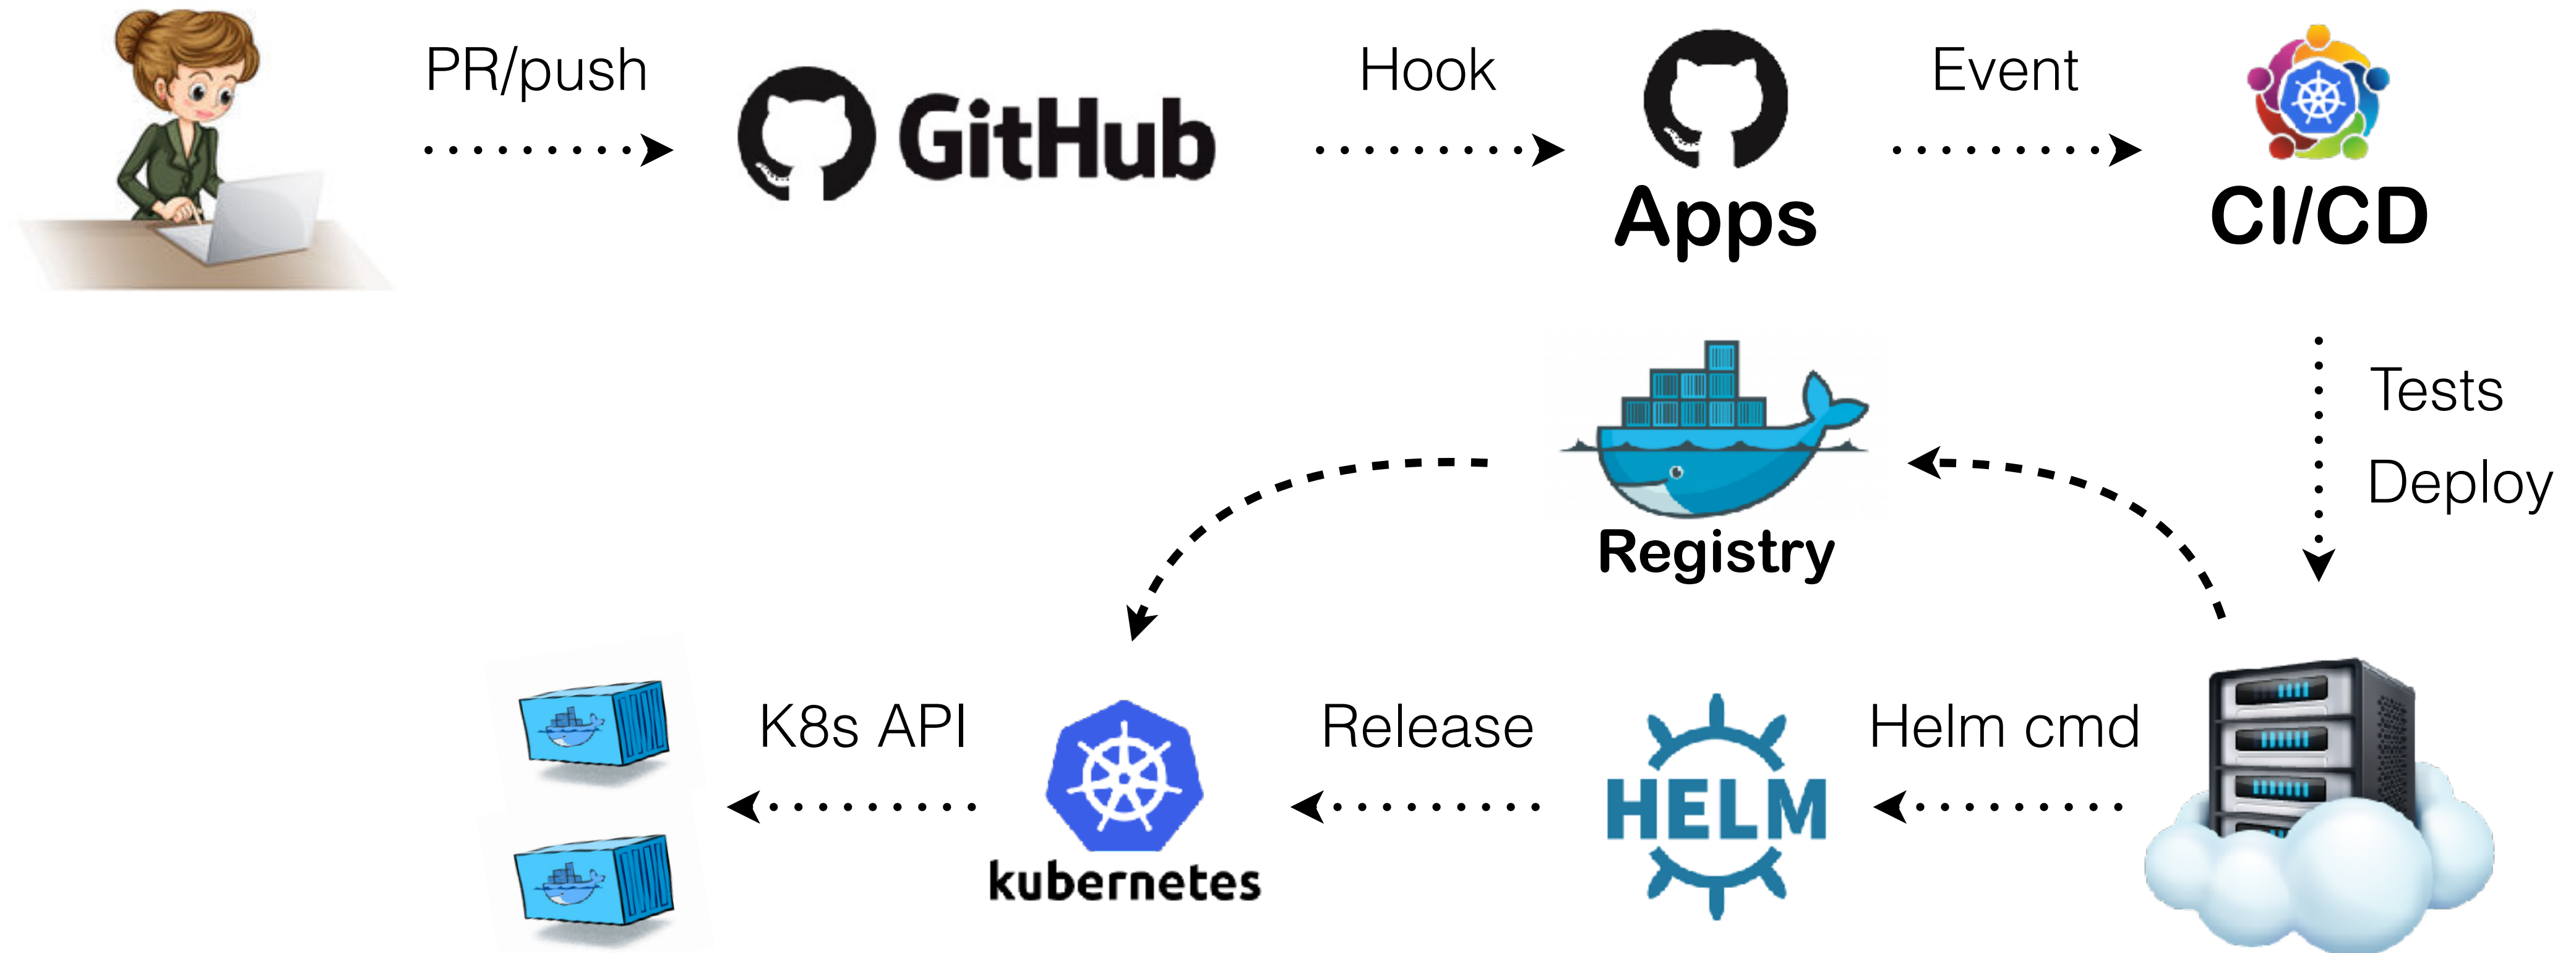 PR/push
GitHub
Hook
Apps
Event
CI/CD
Tests
Deploy
Registry
K8s API
kubernetes
Release
HELM
Helm cmd